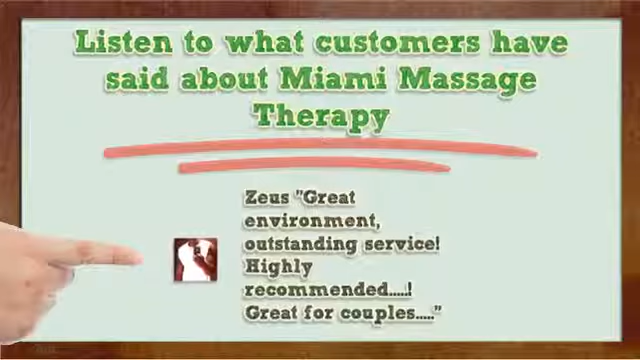 Listen to what customers have
said about Miami Massage
Therapy
Zeus "Great
environment,
outstanding service!
Highly
recommended.....!
Great for couples....."